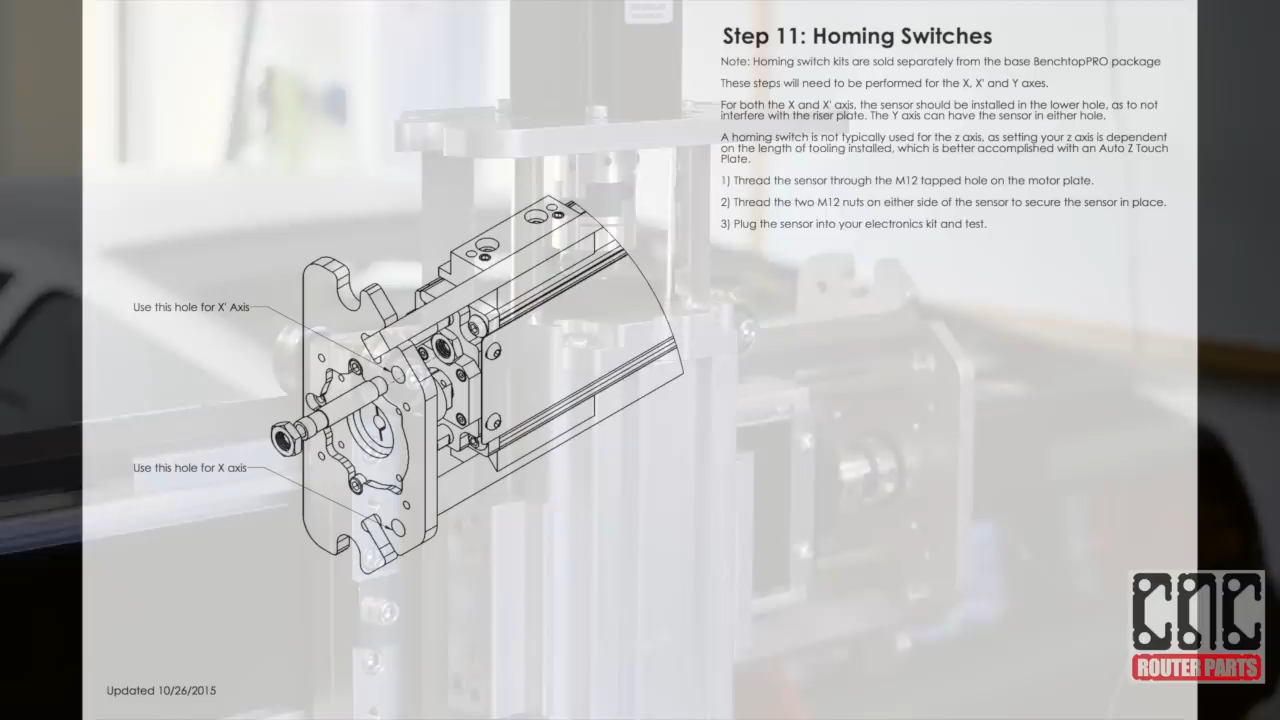 Step 11: Homing Switches
Note: Homing switch kits are sold separately from the base BenchtopPRO package
These steps will need to be performed for the X, X' and Y axes.
For both the X and X' axis, the sensor should be installed in the lower hole, as to not
interfere with the riser plate. The Y axis can have the sensor in either hole.
A homing switch is not typically used for the z axis, as setting your z axis is dependent
on the length of tooling installed, which is better accomplished with an Auto Z Touch
Plate.
1) Thread the sensor through the M12 tapped hole on the motor plate.
2) Thread the two M12 nuts on either side of the sensor to secure the sensor in place.
3) Plug the sensor into your electronics kit and test.
Use this hole for X' Axis
Use this hole for X axis
Updated 10/26/2015
CNC
ROUTER PARTS